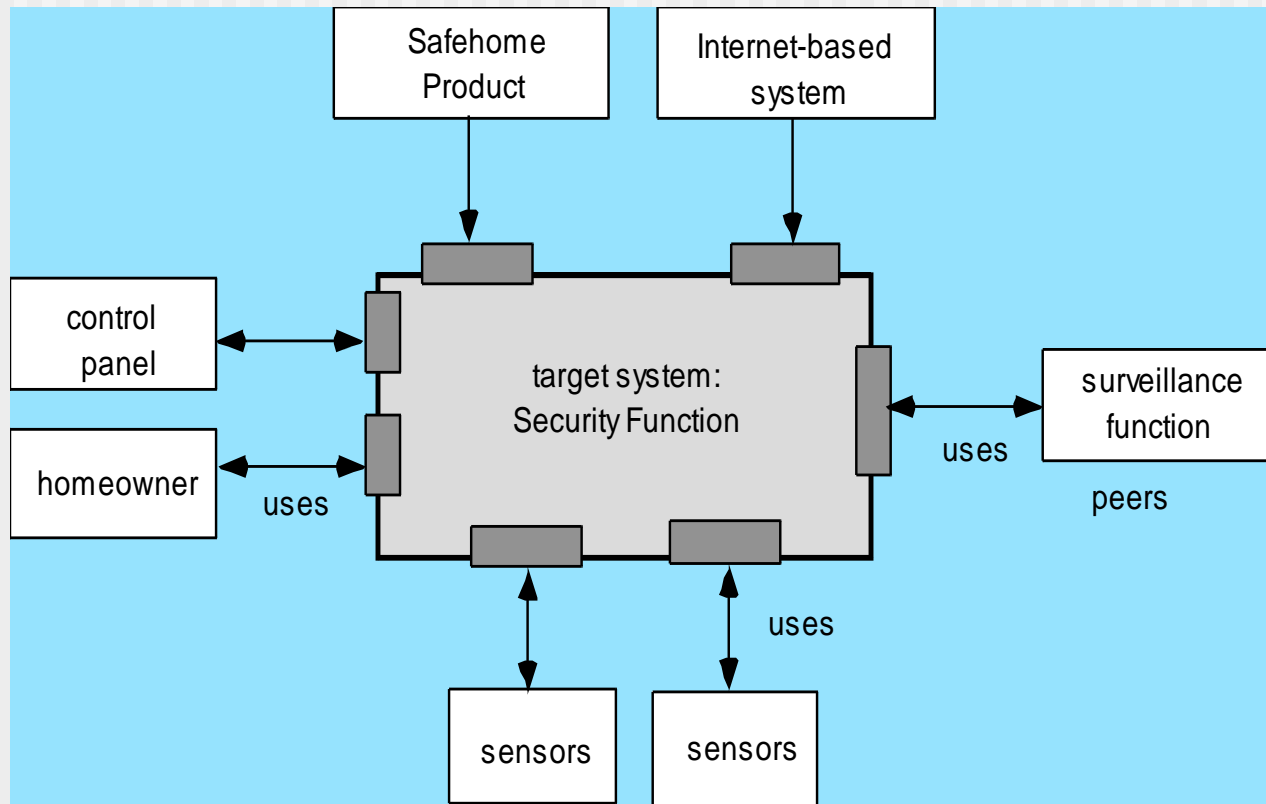 Safehome
Product
Internet-based
system
control
panel
target system:
Security Function
surveillance
function
homeowner
uses
uses
peers
uses
sensors
sensors